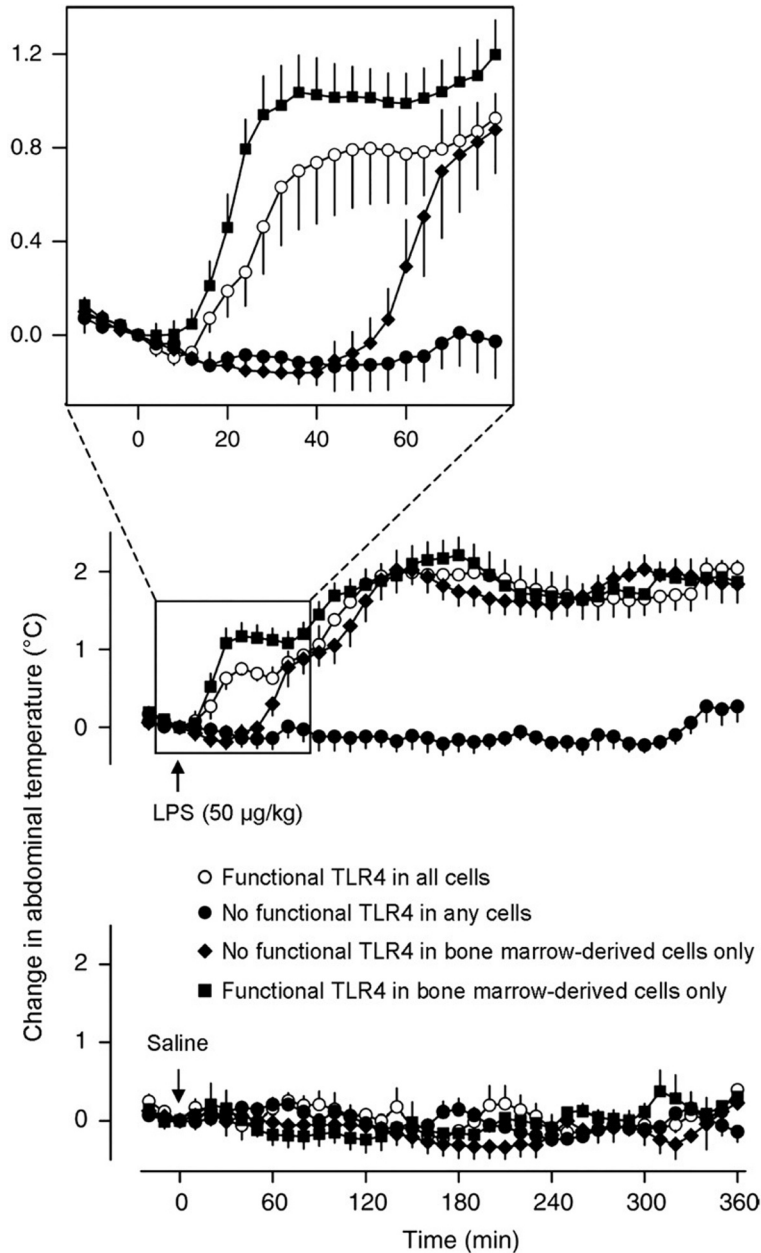 1.2
0.8
0.4
0.0
0 20 40 60
2
1
0
LPS (50 µg/kg)
Change in abdominal temperature (°C)
Functional TLR4 in all cells
No functional TLR4 in any cells
No functional TLR4 in bone marrow-derived cells only
Functional TLR4 in bone marrow-derived cells only
2
1
0
Saline
0 60 120 180 240 300 360
Time (min)